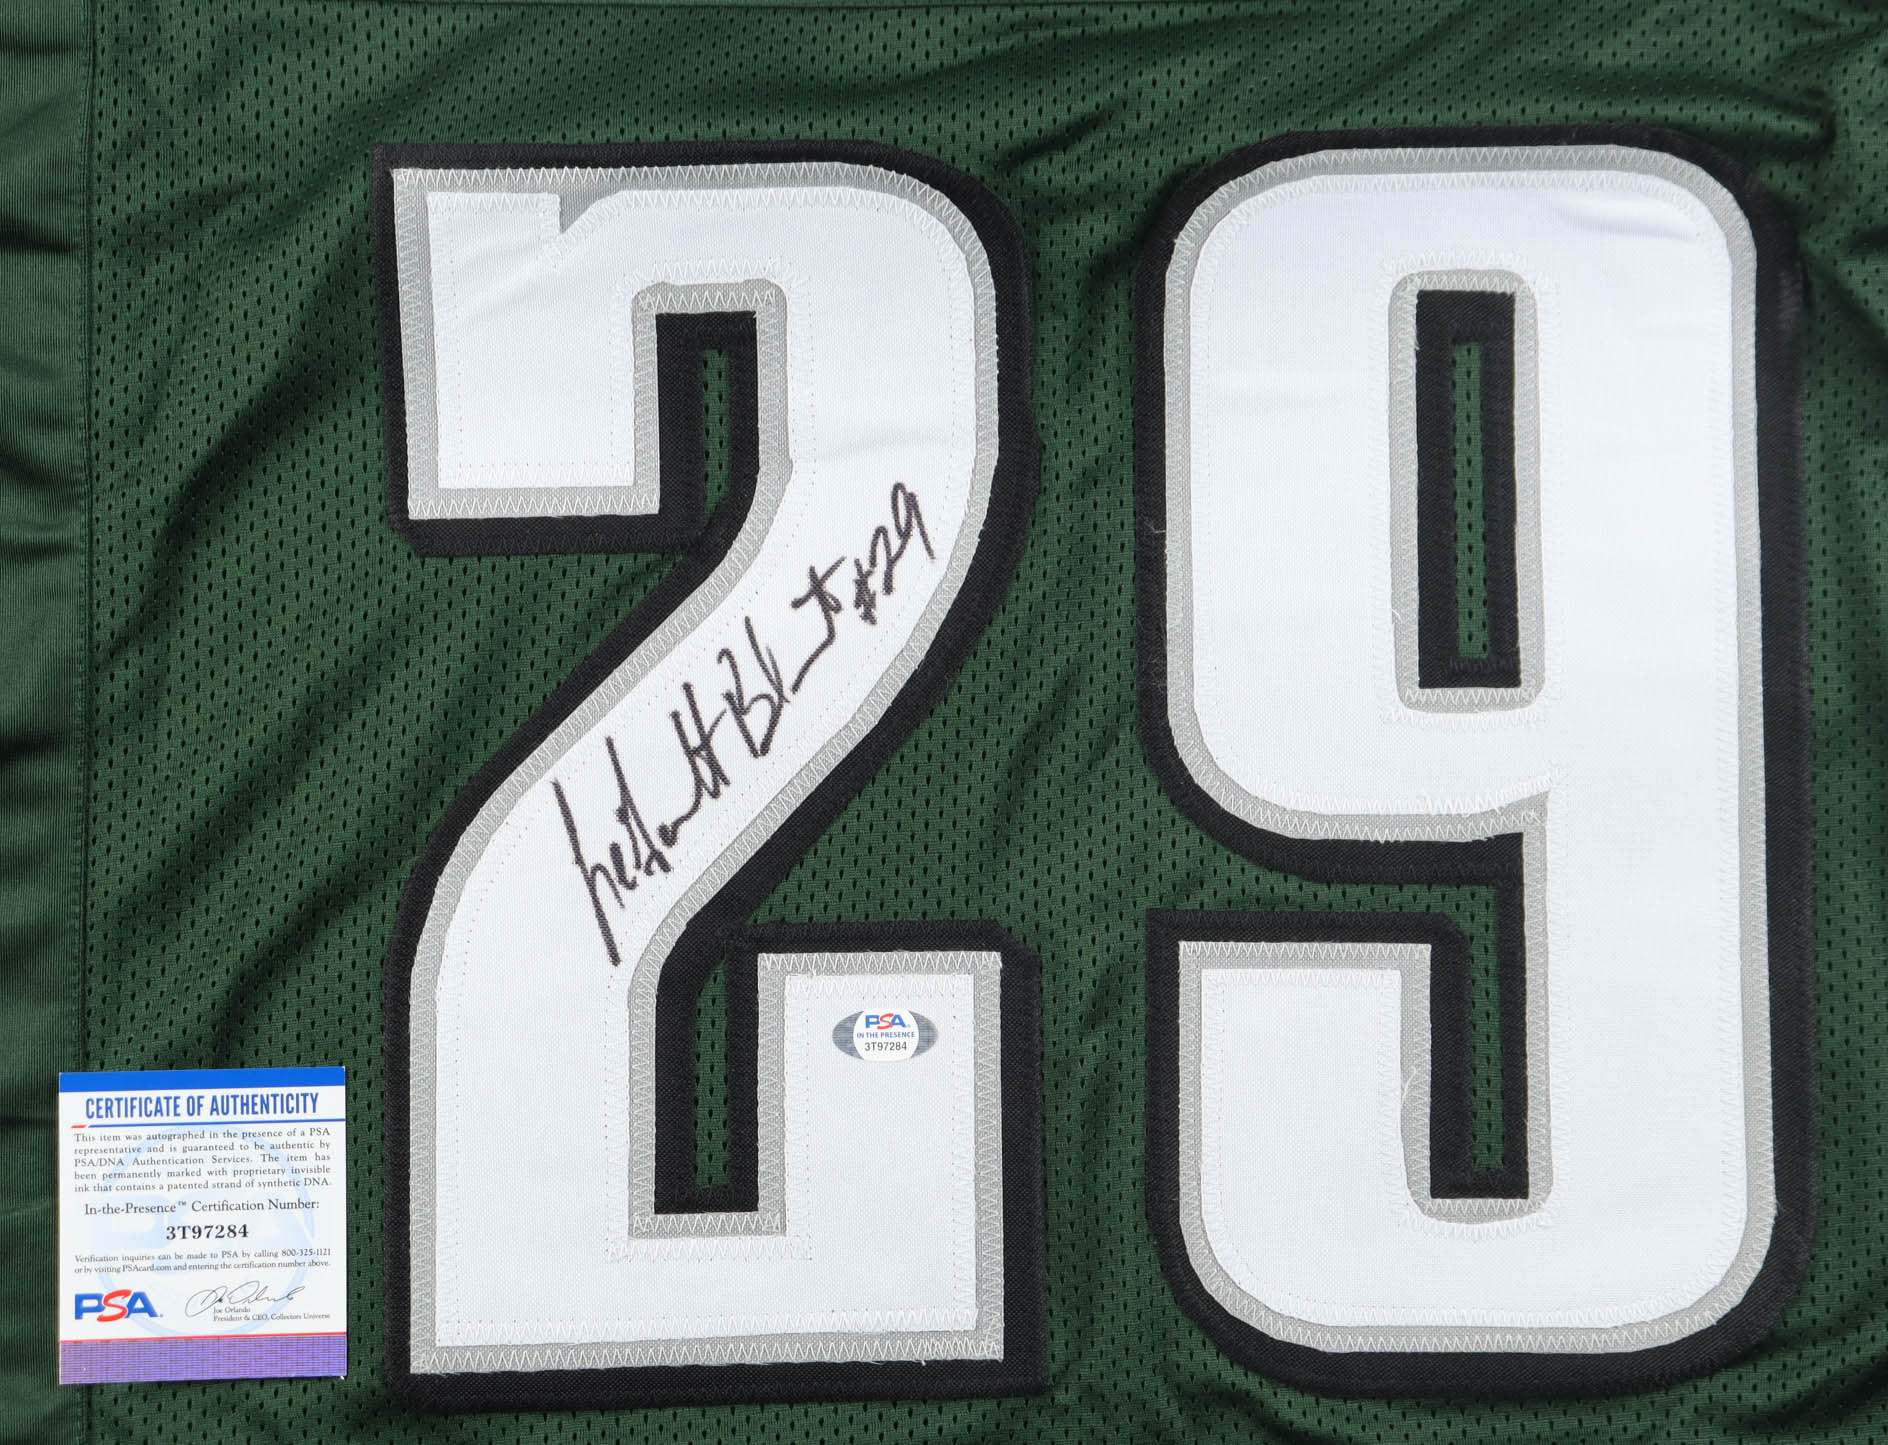 29
LeGarrette Blount #29
PSA
IN THE PRESENCE
3T97284
CERTIFICATE OF AUTHENTICITY
This item was autographed in the presence of a PSA
representative and is guaranteed to be authentic by
PSA/DNA Authentication Services. The item has
been permanently marked with proprietary invisible
ink that contains a patented strand of synthetic DNA.
In-the-Presence™ Certification Number:
3T97284
Verification inquiries can be made to PSA by calling 800-325-1121
or by visiting PSAcard.com and entering the certification number above.
PSA
Joe Orlando
President & CEO, Collectors Universe